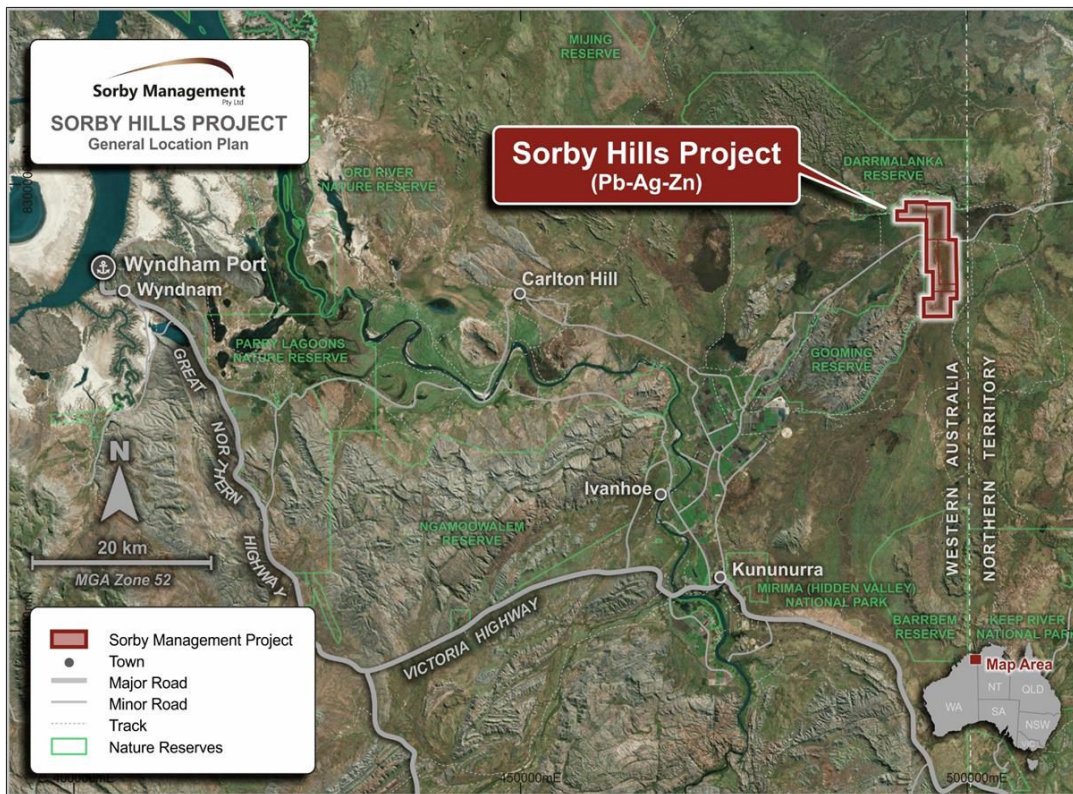 Sorby Management
Pty Ltd
SORBY HILLS PROJECT
General Location Plan
MIJING
RESERVE
Sorby Hills Project
(Pb-Ag-Zn)
DARRMALANKA
RESERVE
ORD RIVER
NATURE RESERVE
Wyndham Port
Wyndnam
Carlton Hill
PARRY LAGOONS
NATURE RESERVE
GOOMING
RESERVE
GREAT
NORTHERN
HIGHWAY
WESTERN AUSTRALIA
NORTHERN TERRITORY
N
20 km
MGA Zone 52
Ivanhoe
NGAMOOWALEM
RESERVE
Kununurra
MIRIMA (HIDDEN VALLEY)
NATIONAL PARK
VICTORIA HIGHWAY
BARRBEM
RESERVE
KEEP RIVER
NATIONAL PARK
Map Area
WA
NT
QLD
SA
NSW
Sorby Management Project
Town
Major Road
Minor Road
Track
Nature Reserves
450000mE
500000mE